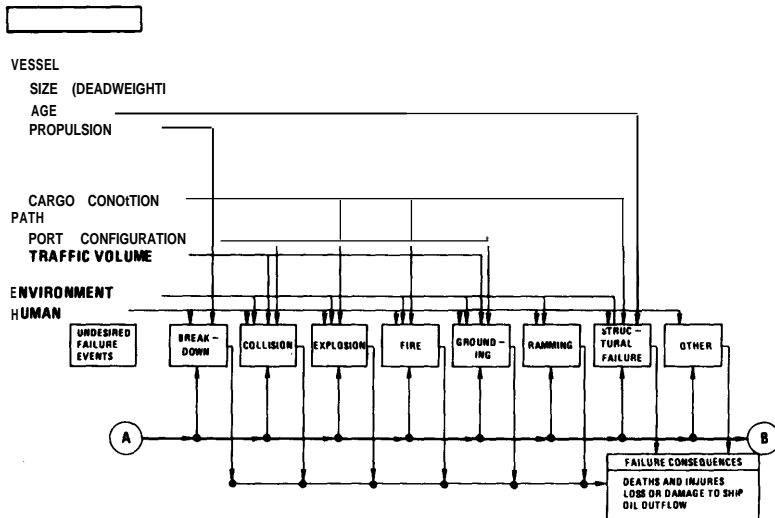 VESSEL
SIZE (DEADWEIGHTI
AGE
PROPULSION
CARGO CONOtTION
PATH
PORT CONFIGURATION
TRAFFIC VOLUME
ENVIRONMENT
HUMAN
UNDESIRED
FAILURE
EVENTS
BREAK-
DOWN
COLLISION
EXPLOSION
FIRE
GROUND-
ING
RAMMING
STRUC-
TURAL
FAILURE
OTHER
A
B
FAILURE CONSEQUENCES
DEATHS AND INJURES
LOSS OR DAMAGE TO SHIP
OIL OUTFLOW